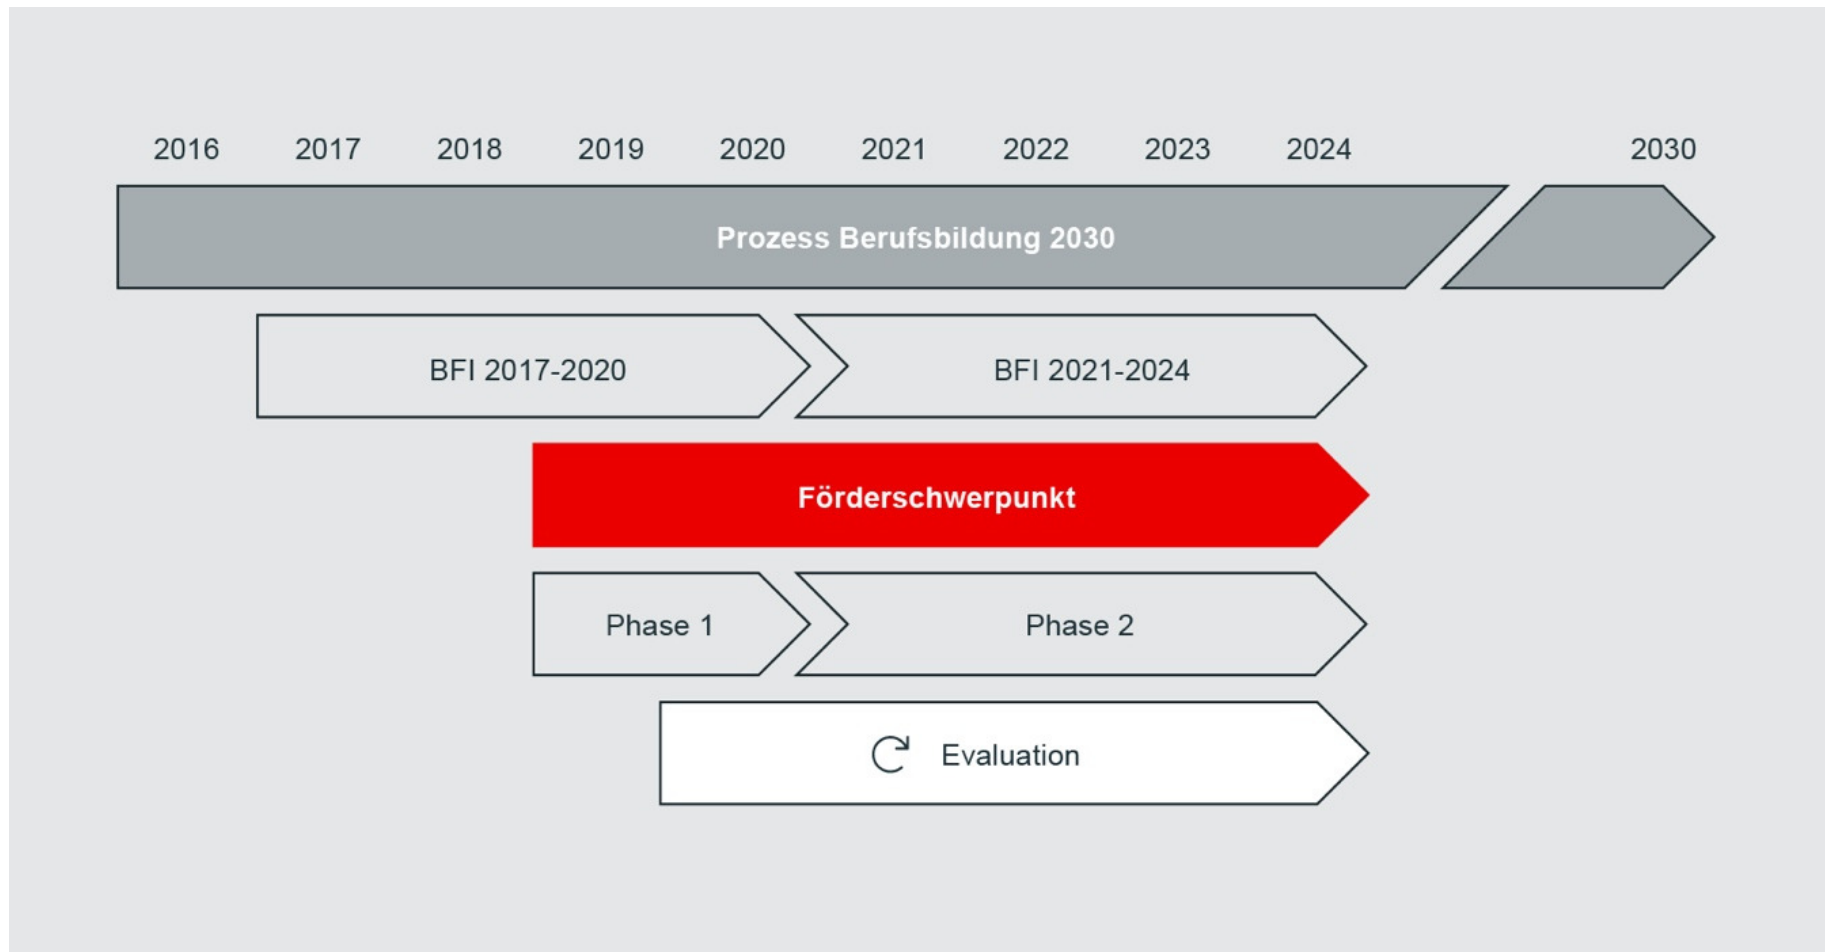 2016 2017 2018 2019 2020 2021 2022 2023 2024 2030
Prozess Berufsbildung 2030
BFI 2017-2020 BFI 2021-2024
Förderschwerpunkt
Phase 1 Phase 2
Evaluation